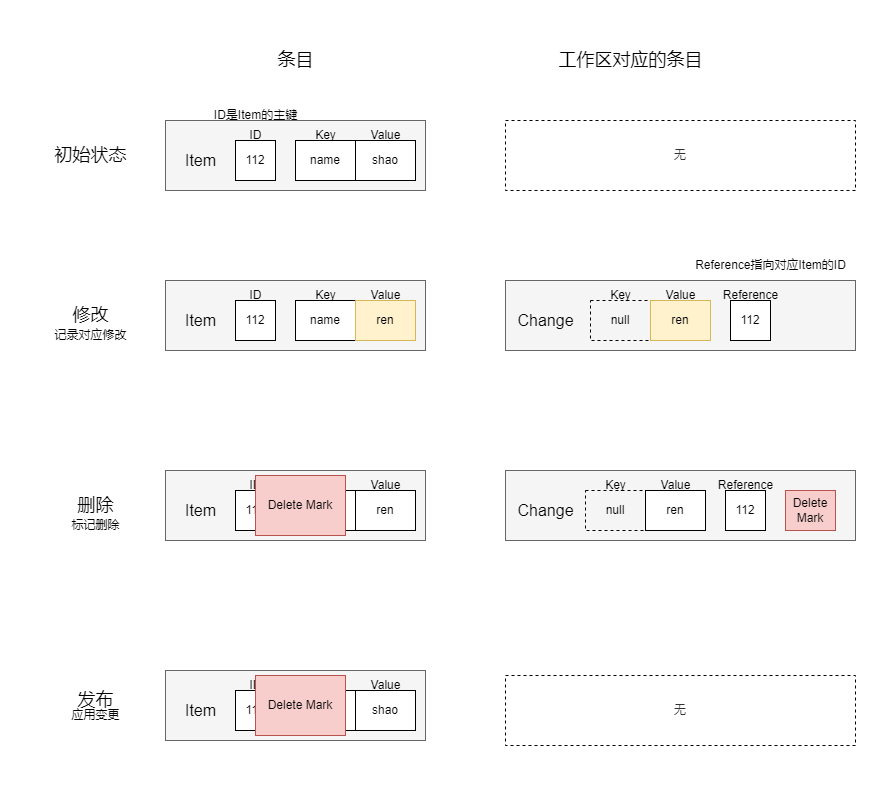 条目
工作区对应的条目
ID是Item的主键
初始状态
Item
ID
112
Key
name
Value
shao
无
Reference指向对应Item的ID
修改
记录对应修改
Item
ID
112
Key
name
Value
ren
Change
Key
null
Value
ren
Reference
112
删除
标记删除
Item
Delete Mark
Value
ren
Change
Key
null
Value
ren
Reference
112
Delete
Mark
发布
应用变更
Item
Delete Mark
Value
shao
无